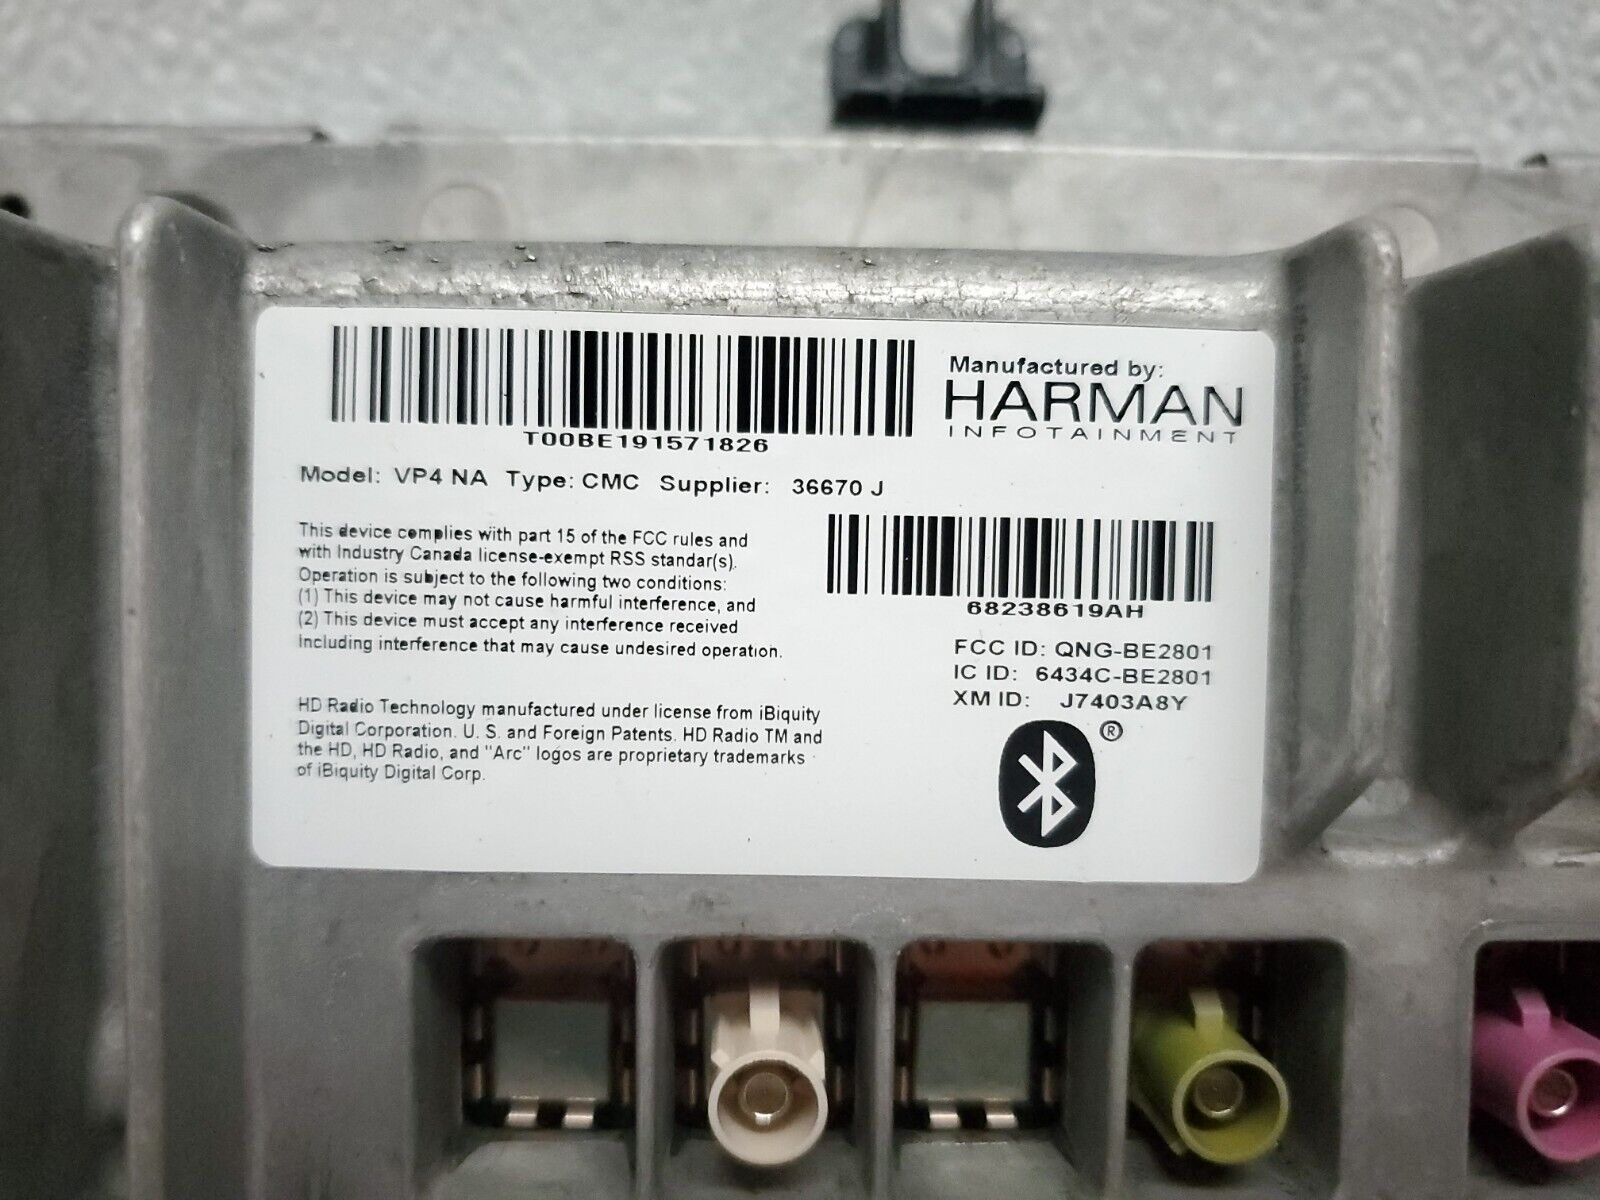 T00BE191571826
Manufactured by:
HARMAN
INFOTAINMENT
Model: VP4 NA Type: CMC Supplier: 36670 J
This device complies with part 15 of the FCC rules and
with Industry Canada license-exempt RSS standar(s).
Operation is subject to the following two conditions:
(1) This device may not cause harmful interference, and
(2) This device must accept any interference received
Including interference that may cause undesired operation.
68238619AH
FCC ID: QNG-BE2801
IC ID: 6434C-BE2801
XM ID: J7403A8Y
®
HD Radio Technology manufactured under license from iBiquity
Digital Corporation. U. S. and Foreign Patents. HD Radio TM and
the HD, HD Radio, and "Arc" logos are proprietary trademarks
of iBiquity Digital Corp.